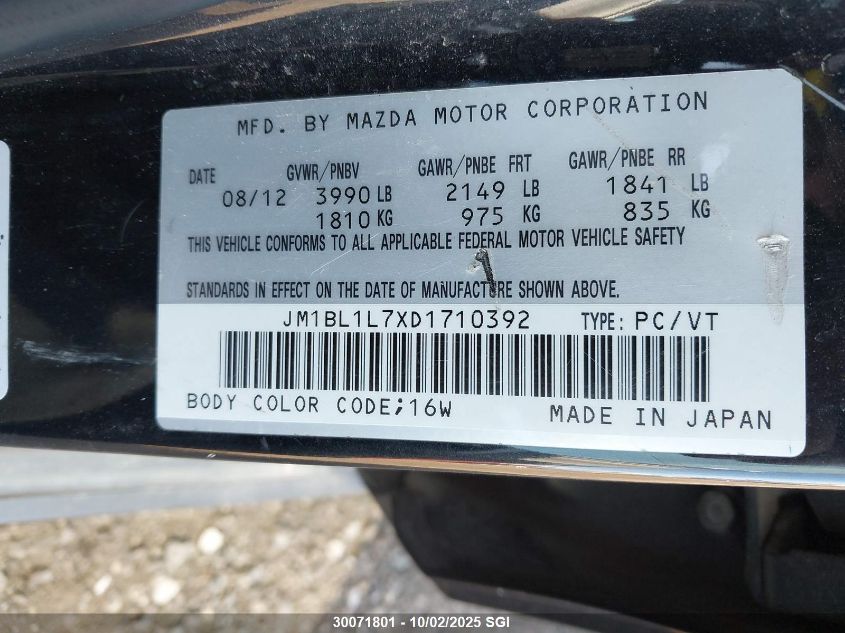 MFD. BY MAZDA MOTOR CORPORATION
DATE GVWR/PNBV GAWR/PNBE FRT GAWR/PNBE RR
08/12 3990 LB 2149 LB 1841 LB
1810 KG 975 KG 835 KG
THIS VEHICLE CONFORMS TO ALL APPLICABLE FEDERAL MOTOR VEHICLE SAFETY
STANDARDS IN EFFECT ON THE DATE OF MANUFACTURE SHOWN ABOVE.
JM1BL1L7XD1710392 TYPE: PC/VT
BODY COLOR CODE;16W MADE IN JAPAN
30071801 - 10/02/2025 SGI